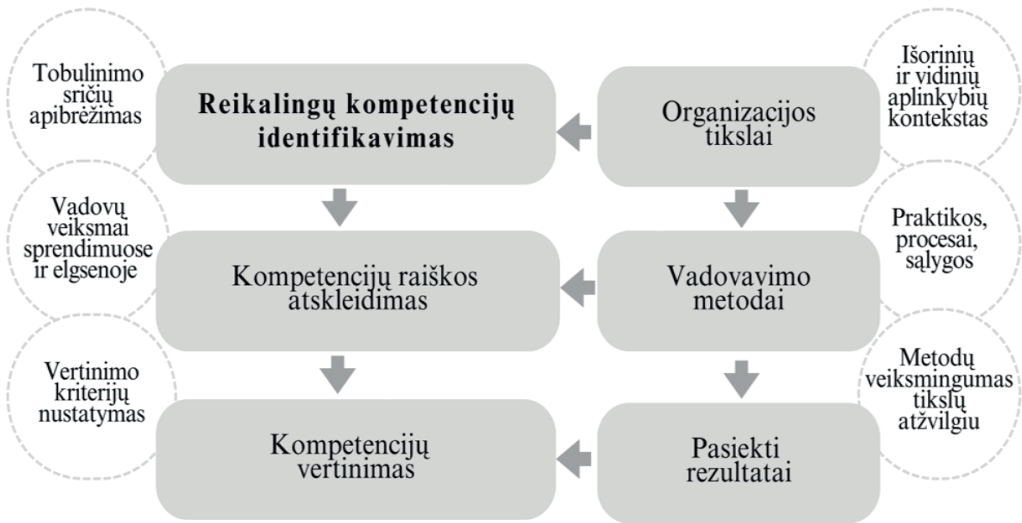 Tobulinimo
sričių
apibrėžimas
Reikalingų kompetencijų
identifikavimas
Organizacijos
tikslai
Išorinių
ir vidinių
aplinkybių
kontekstas
Vadovų
veiksmai
sprendimuose
ir elgsenoje
Kompetencijų raiškos
atskleidimas
Vadovavimo
metodai
Praktikos,
procesai,
sąlygos
Vertinimo
kriterijų
nustatymas
Kompetencijų
vertinimas
Pasiekti
rezultatai
Metodų
veiksmingumas
tikslų
atžvilgiu